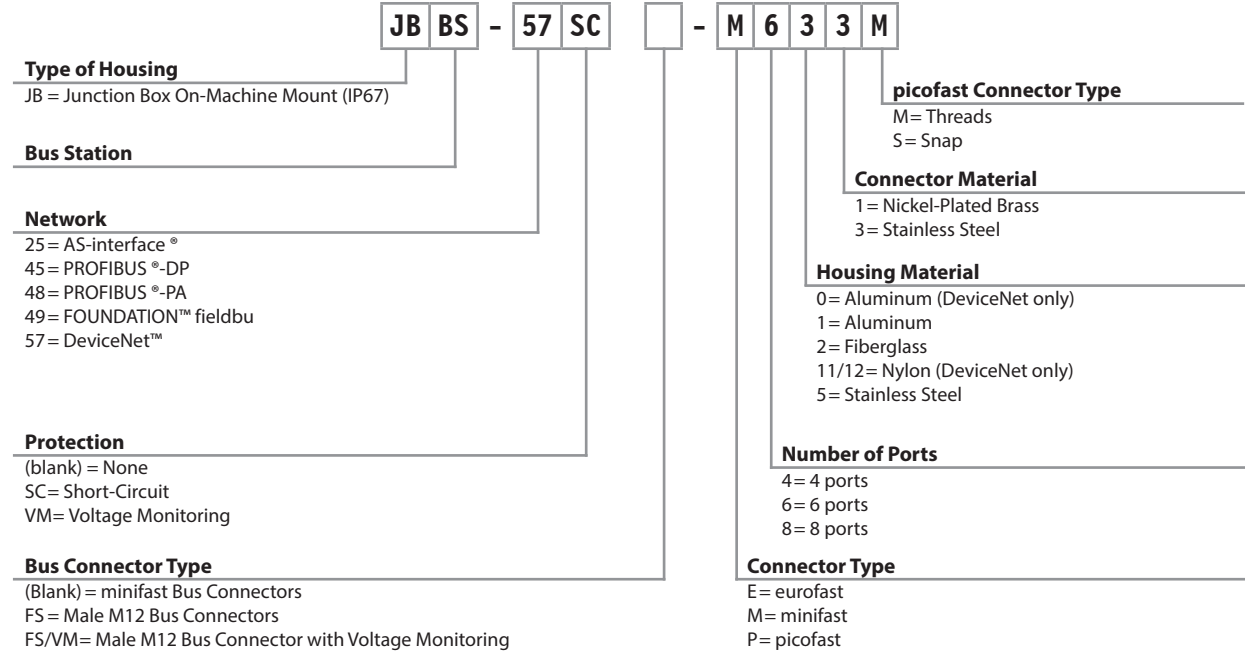 JB BS - 57 SC - M 6 3 3 M
Type of Housing
JB = Junction Box On-Machine Mount (IP67)
Bus Station
Network
25 = AS-interface ®
45 = PROFIBUS ®-DP
48 = PROFIBUS ®-PA
49 = FOUNDATION™ fieldbu
57 = DeviceNet™
Protection
(blank) = None
SC= Short-Circuit
VM= Voltage Monitoring
Bus Connector Type
(Blank) = minifast Bus Connectors
FS = Male M12 Bus Connectors
FS/VM= Male M12 Bus Connector with Voltage Monitoring
picofast Connector Type
M= Threads
S= Snap
Connector Material
1 = Nickel-Plated Brass
3 = Stainless Steel
Housing Material
0 = Aluminum (DeviceNet only)
1 = Aluminum
2 = Fiberglass
11/12= Nylon (DeviceNet only)
5 = Stainless Steel
Number of Ports
4 = 4 ports
6 = 6 ports
8 = 8 ports
Connector Type
E= eurofast
M= minifast
P= picofast